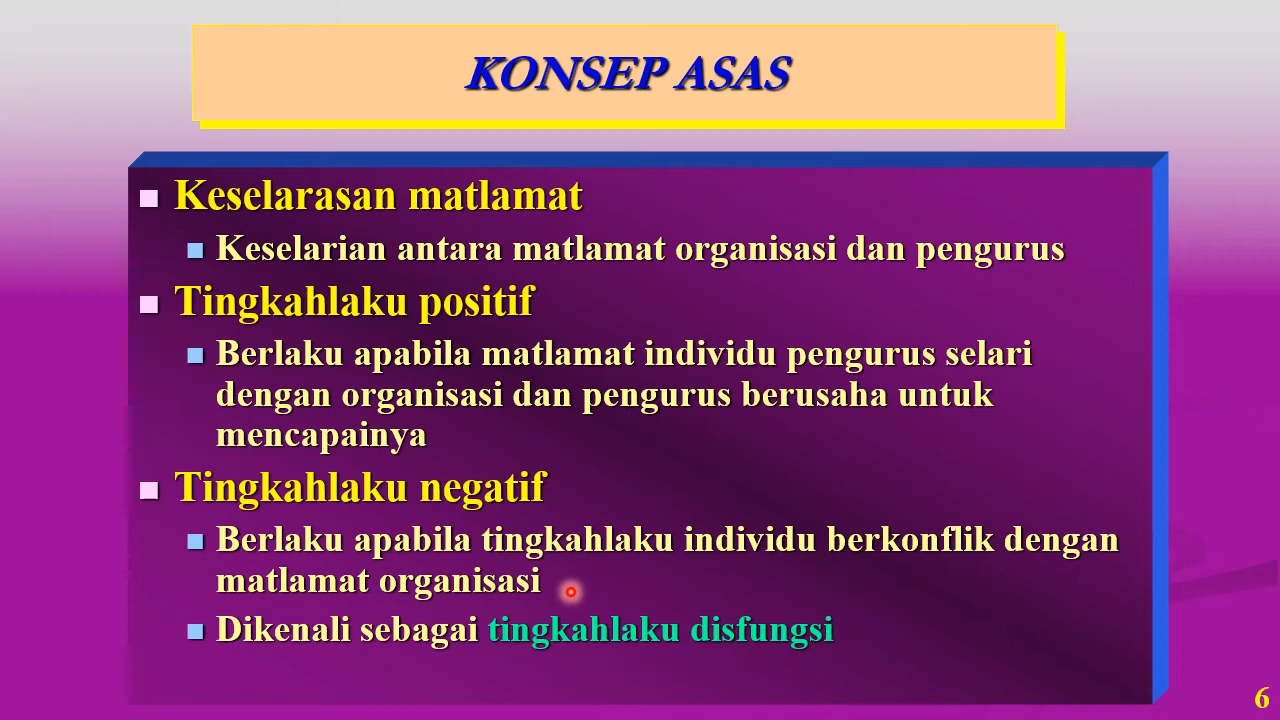 KONSEP ASAS
Keselarasan matlamat
Keselarian antara matlamat organisasi dan pengurus
Tingkahlaku positif
Berlaku apabila matlamat individu pengurus selari
dengan organisasi dan pengurus berusaha untuk
mencapainya
Tingkahlaku negatif
Berlaku apabila tingkahlaku individu berkonflik dengan
matlamat organisasi
Dikenali sebagai tingkahlaku disfungsi
6